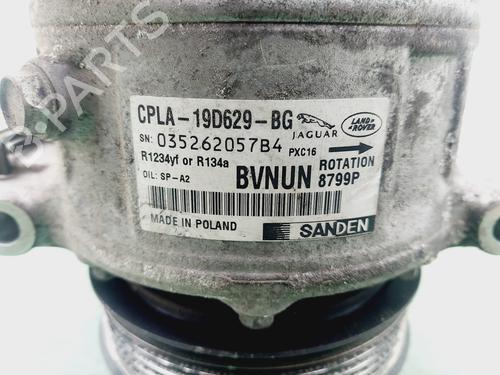 CPLA-19D629-BG
JAGUAR
LAND ROVER
SN: 035262057B4 PXC16
R1234yf or R134a
ROTATION
OIL: SP-A2 BVNUN 8799P
MADE IN POLAND
SANDEN
PARTS